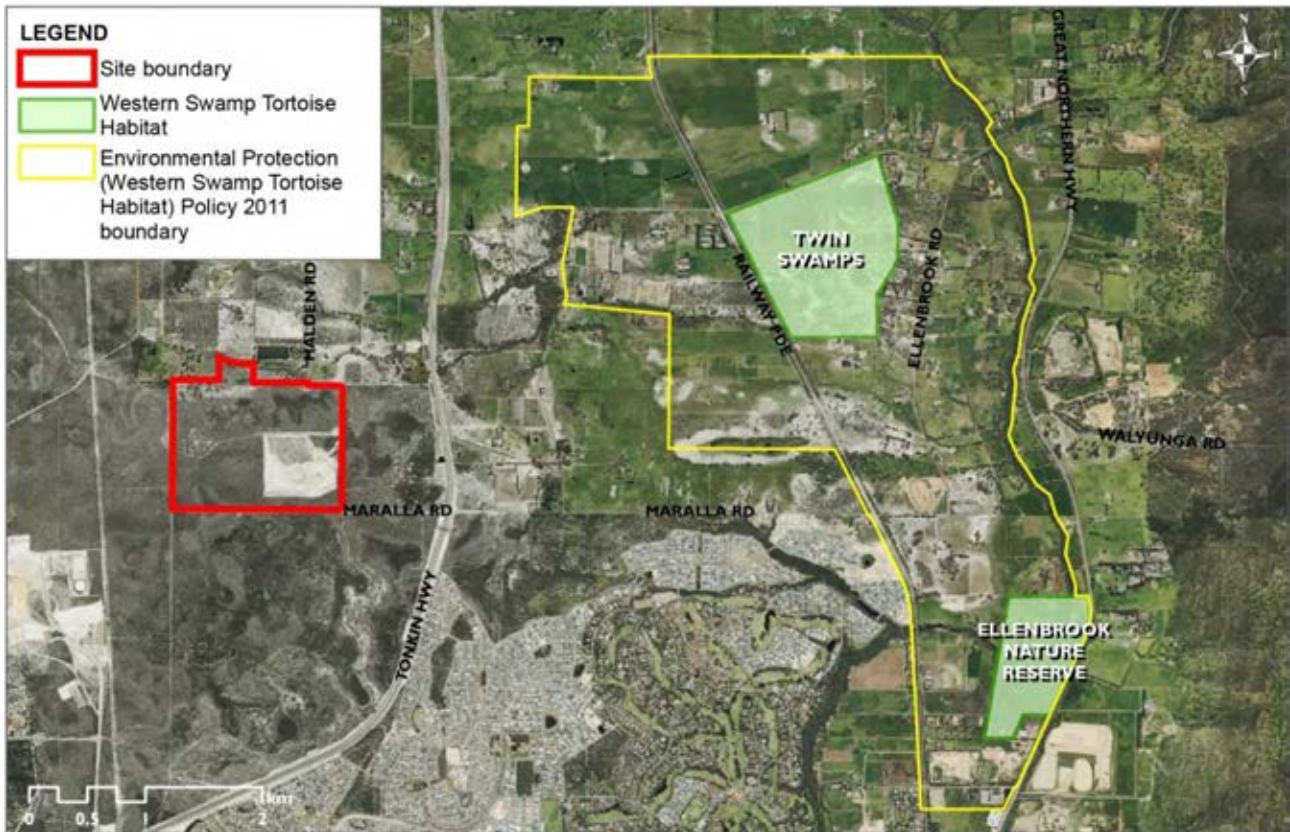 LEGEND
Site boundary
Western Swamp Tortoise
Habitat
Environmental Protection
(Western Swamp Tortoise
Habitat) Policy 2011
boundary
N
W
S
GREAT NORTHERN HWY
TWIN
SWAMPS
RAILWAY PDE
ELLENBROOK RD
HALDEN RD
WALYUNGA RD
MARALLA RD
MARALLA RD
TONKIN HWY
ELLENBROOK
NATURE
RESERVE
km
0 0.5 1 2